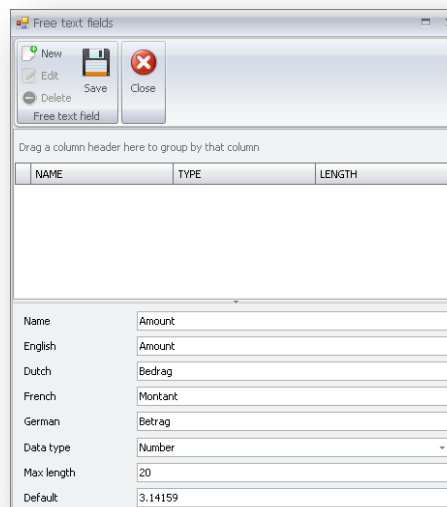 Free text fields
New
Edit
Delete
Save
Close
Free text field
Drag a column header here to group by that column
NAME TYPE LENGTH
Name Amount
English Amount
Dutch Bedrag
French Montant
German Betrag
Data type Number
Max length 20
Default 3.14159